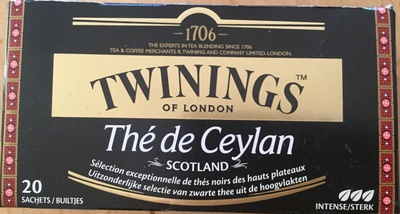 1706
THE EXPERTS IN TEA BLENDING SINCE 1706
TEA & COFFEE MERCHANTS R. TWINING AND COMPANY LIMITED, LONDON.
TWININGS™
OF LONDON
Thé de Ceylan
SCOTLAND
Sélection exceptionnelle de thés noirs des hauts plateaux
Uitzonderlijke selectie van zwarte thee uit de hoogvlakten
20
SACHETS / BUILTJES
INTENSE/STERK